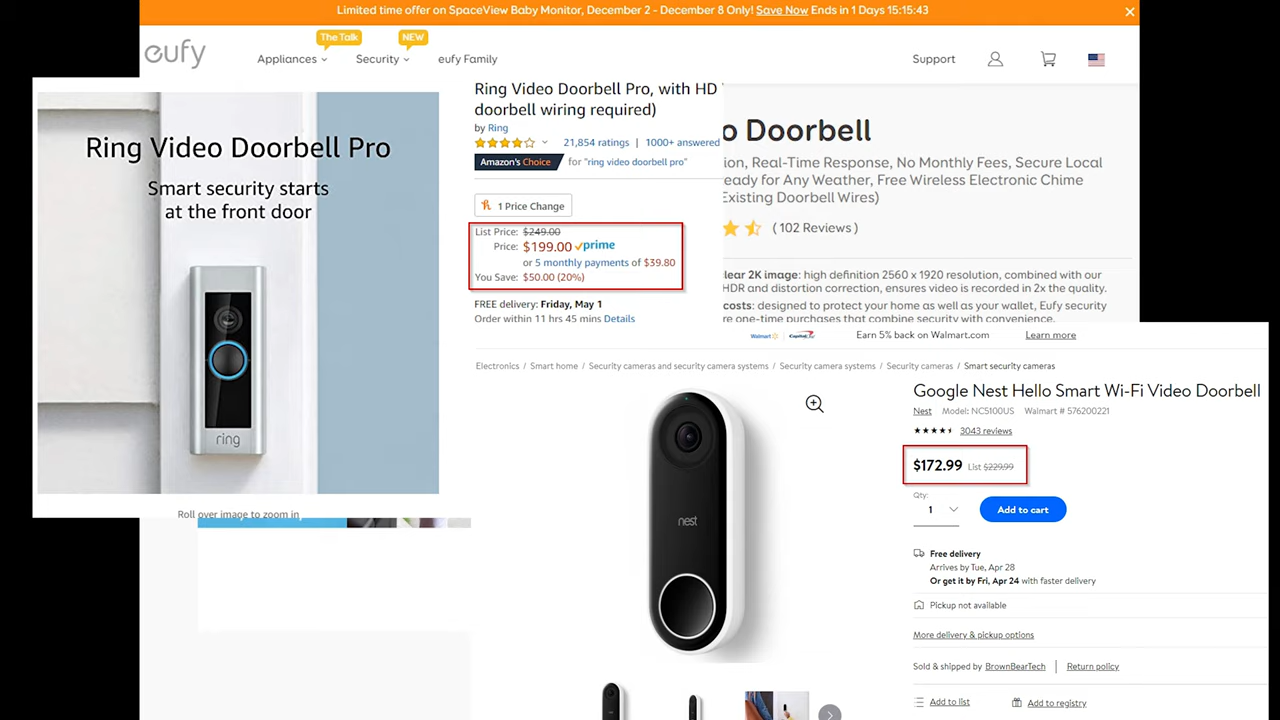 Limited time offer on SpaceView Baby Monitor, December 2 - December 8 Only! Save Now Ends in 1 Days 15:15:43
eufy
The Talk
NEW
Appliances
Security
eufy Family
Support
Ring Video Doorbell Pro
Smart security starts
at the front door
ring
Roll over image to zoom in
Ring Video Doorbell Pro, with HD
doorbell wiring required)
by Ring
21,854 ratings | 1000+ answered
Amazon's Choice for "ring video doorbell pro"
1 Price Change
List Price: $249.00
Price: $199.00 prime
or 5 monthly payments of $39.80
You Save: $50.00 (20%)
FREE delivery: Friday, May 1
Order within 11 hrs 45 mins Details
o Doorbell
ion, Real-Time Response, No Monthly Fees, Secure Local
eady for Any Weather, Free Wireless Electronic Chime
Existing Doorbell Wires)
( 102 Reviews )
lear 2K image: high definition 2560 x 1920 resolution, combined with our
HDR and distortion correction, ensures video is recorded in 2x the quality.
costs: designed to protect your home as well as your wallet, Eufy security
re one-time purchases that combine security with convenience.
Walmart
Earn 5% back on Walmart.com
Learn more
Electronics / Smart home / Security cameras and security camera systems / Security camera systems / Security cameras / Smart security cameras
nest
Google Nest Hello Smart Wi-Fi Video Doorbell
Nest Model: NC5100US Walmart # 576200221
3043 reviews
$172.99 List $229.99
Qty:
1
Add to cart
Free delivery
Arrives by Tue, Apr 28
Or get it by Fri, Apr 24 with faster delivery
Pickup not available
More delivery & pickup options
Sold & shipped by BrownBearTech | Return policy
Add to list
Add to registry